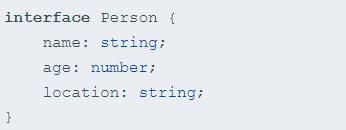 interface Person {
    name: string;
    age: number;
    location: string;
}